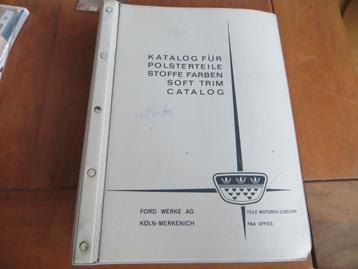 KATALOG FÜR
POLSTERTEILE
STOFFE FARBEN
SOFT TRIM
CATALOG
FORD WERKE AG
KÖLN-MERKENICH
TEILE MOTOREN ZUBEHÖR
P&A OFFICE